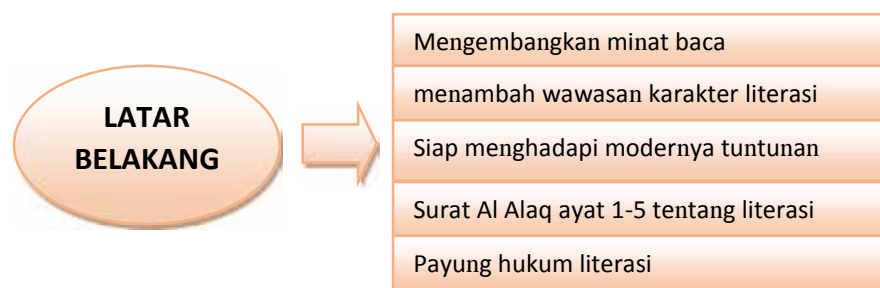 LATAR
BELAKANG
Mengembangkan minat baca
menambah wawasan karakter literasi
Siap menghadapi modernya tuntunan
Surat Al Alaq ayat 1-5 tentang literasi
Payung hukum literasi